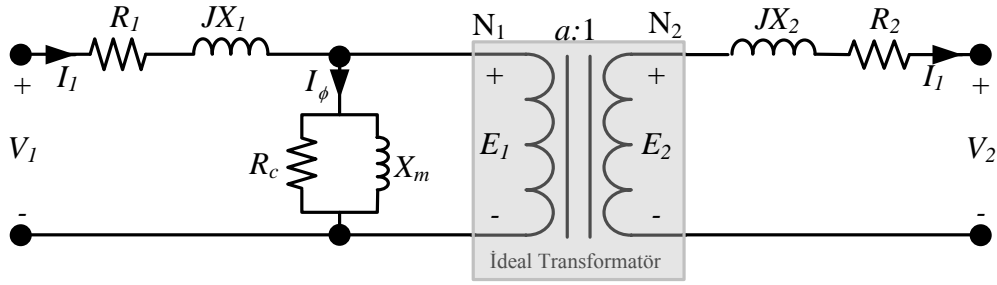 R1 JX1 N1 a:1 N2 JX2 R2
I1 Iϕ I1
+ + + +
V1 Rc Xm E1 E2 V2
- - - -
İdeal Transformatör